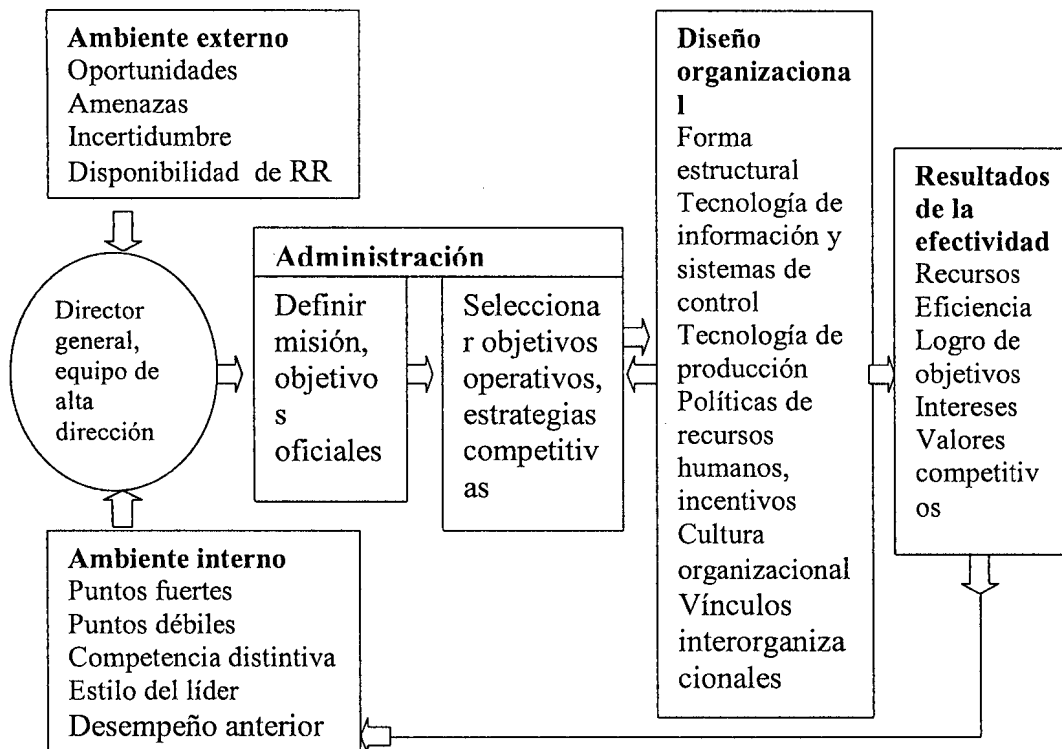 Ambiente externo
Oportunidades
Amenazas
Incertidumbre
Disponibilidad de RR
Director
general,
equipo de
alta
dirección
Ambiente interno
Puntos fuertes
Puntos débiles
Competencia distintiva
Estilo del líder
Desempeño anterior
Administración
Definir
misión,
objetivo
s
oficiales
Selecciona
r objetivos
operativos,
estrategias
competitiv
as
Diseño
organizaciona
l
Forma
estructural
Tecnología de
información y
sistemas de
control
Tecnología de
producción
Políticas de
recursos
humanos,
incentivos
Cultura
organizacional
Vínculos
interorganiza
cionales
Resultados
de la
efectividad
Recursos
Eficiencia
Logro de
objetivos
Intereses
Valores
competitiv
os